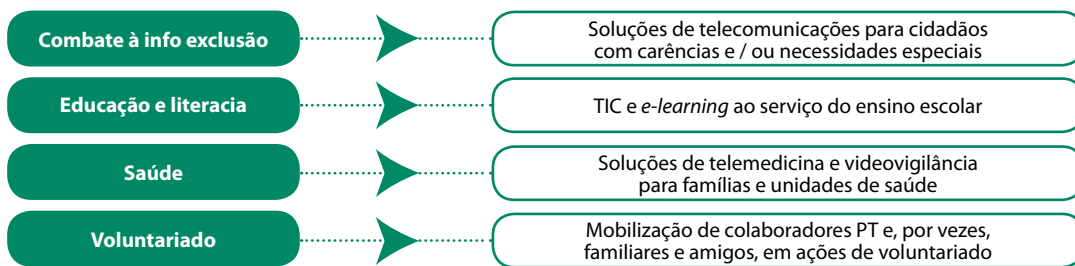 Combate à info exclusão
Soluções de telecomunicações para cidadãos
com carências e / ou necessidades especiais
Educação e literacia
TIC e e-learning ao serviço do ensino escolar
Saúde
Soluções de telemedicina e videovigilância
para famílias e unidades de saúde
Voluntariado
Mobilização de colaboradores PT e, por vezes,
familiares e amigos, em ações de voluntariado